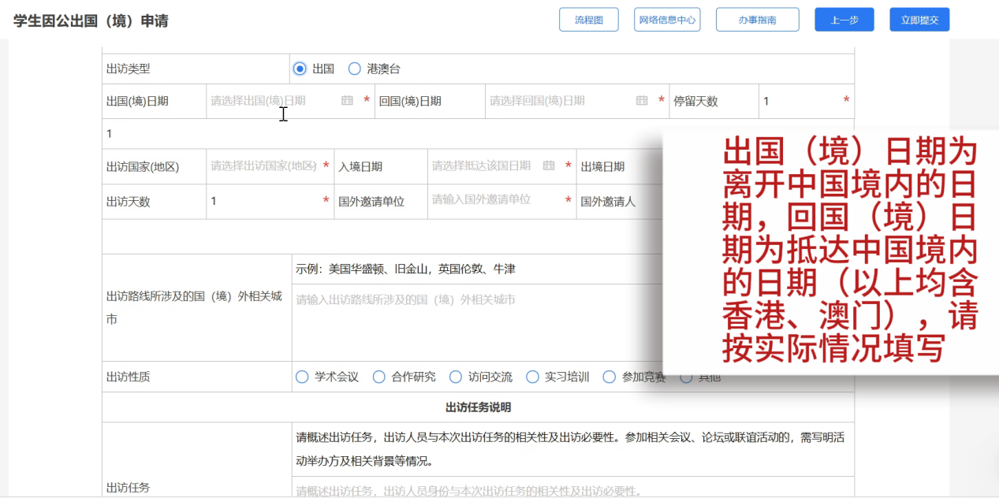 学生因公出国（境）申请 流程图 网络信息中心 办事指南 上一步 立即提交
出访类型 出国 港澳台
出国(境)日期 请选择出国(境)日期 * 回国(境)日期 请选择回国(境)日期 * 停留天数 1 *
1
出访国家(地区) 请选择出访国家(地区) * 入境日期 请选择抵达该国日期 * 出境日期
出访天数 1 * 国外邀请单位 请输入国外邀请单位 * 国外邀请人
出国（境）日期为
离开中国境内的日
期，回国（境）日
期为抵达中国境内
的日期（以上均含
香港、澳门），请
按实际情况填写
出访路线所涉及的国（境）外相关城
市
示例：美国华盛顿、旧金山，英国伦敦、牛津
请输入出访路线所涉及的国（境）外相关城市
出访性质 学术会议 合作研究 访问交流 实习培训 参加竞赛 其他
出访任务说明
出访任务
请概述出访任务，出访人员与本次出访任务的相关性及出访必要性。参加相关会议、论坛或联谊活动的，需写明活
动举办方及相关背景等情况。
请概述出访任务，出访人员身份与本次出访任务的相关性及出访必要性。